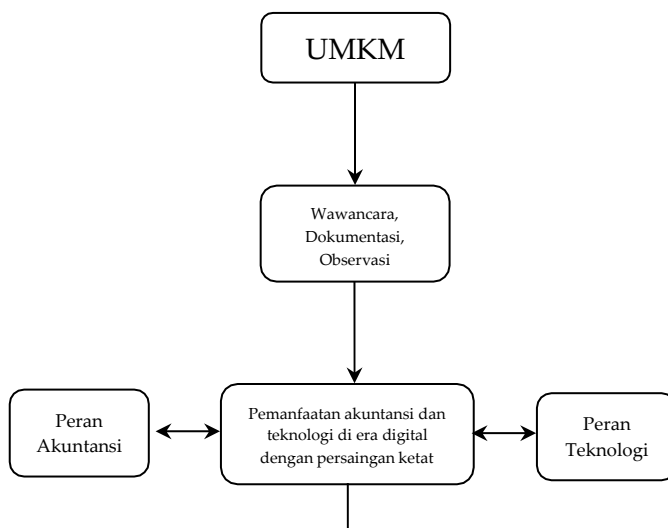 UMKM
Wawancara,
Dokumentasi,
Observasi
Peran
Akuntansi
Pemanfaatan akuntansi dan
teknologi di era digital
dengan persaingan ketat
Peran
Teknologi